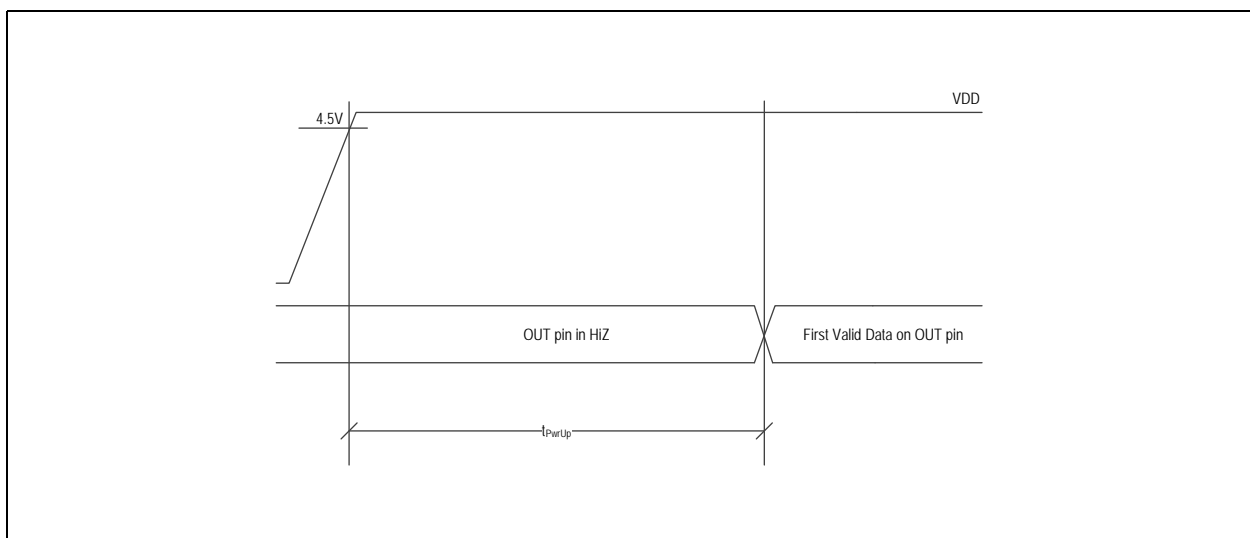 VDD
4.5V
OUT pin in HiZ
First Valid Data on OUT pin
tPwrUp